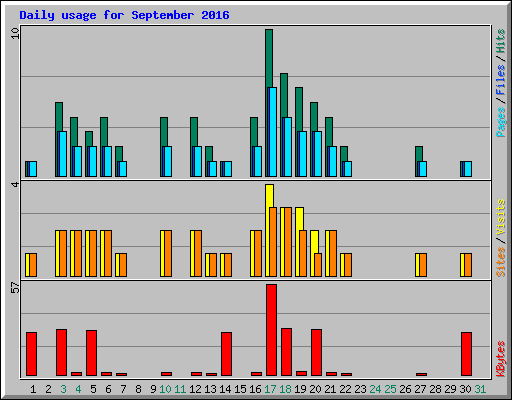 Daily usage for September 2016
10
4
57
Pages / Files / Hits
Sites / Visits
KBytes
1 2 3 4 5 6 7 8 9 10 11 12 13 14 15 16 17 18 19 20 21 22 23 24 25 26 27 28 29 30 31